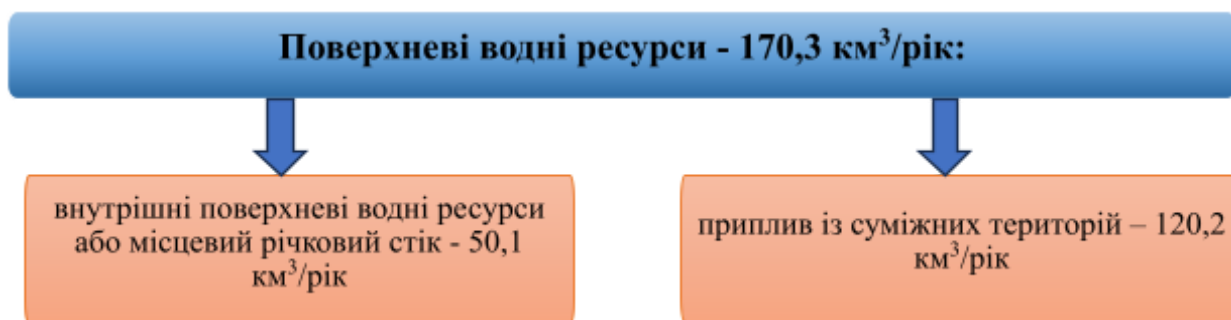 Поверхневі водні ресурси - 170,3 км³/рік:
внутрішні поверхневі водні ресурси
або місцевий річковий стік - 50,1
км³/рік
приплив із суміжних територій – 120,2
км³/рік